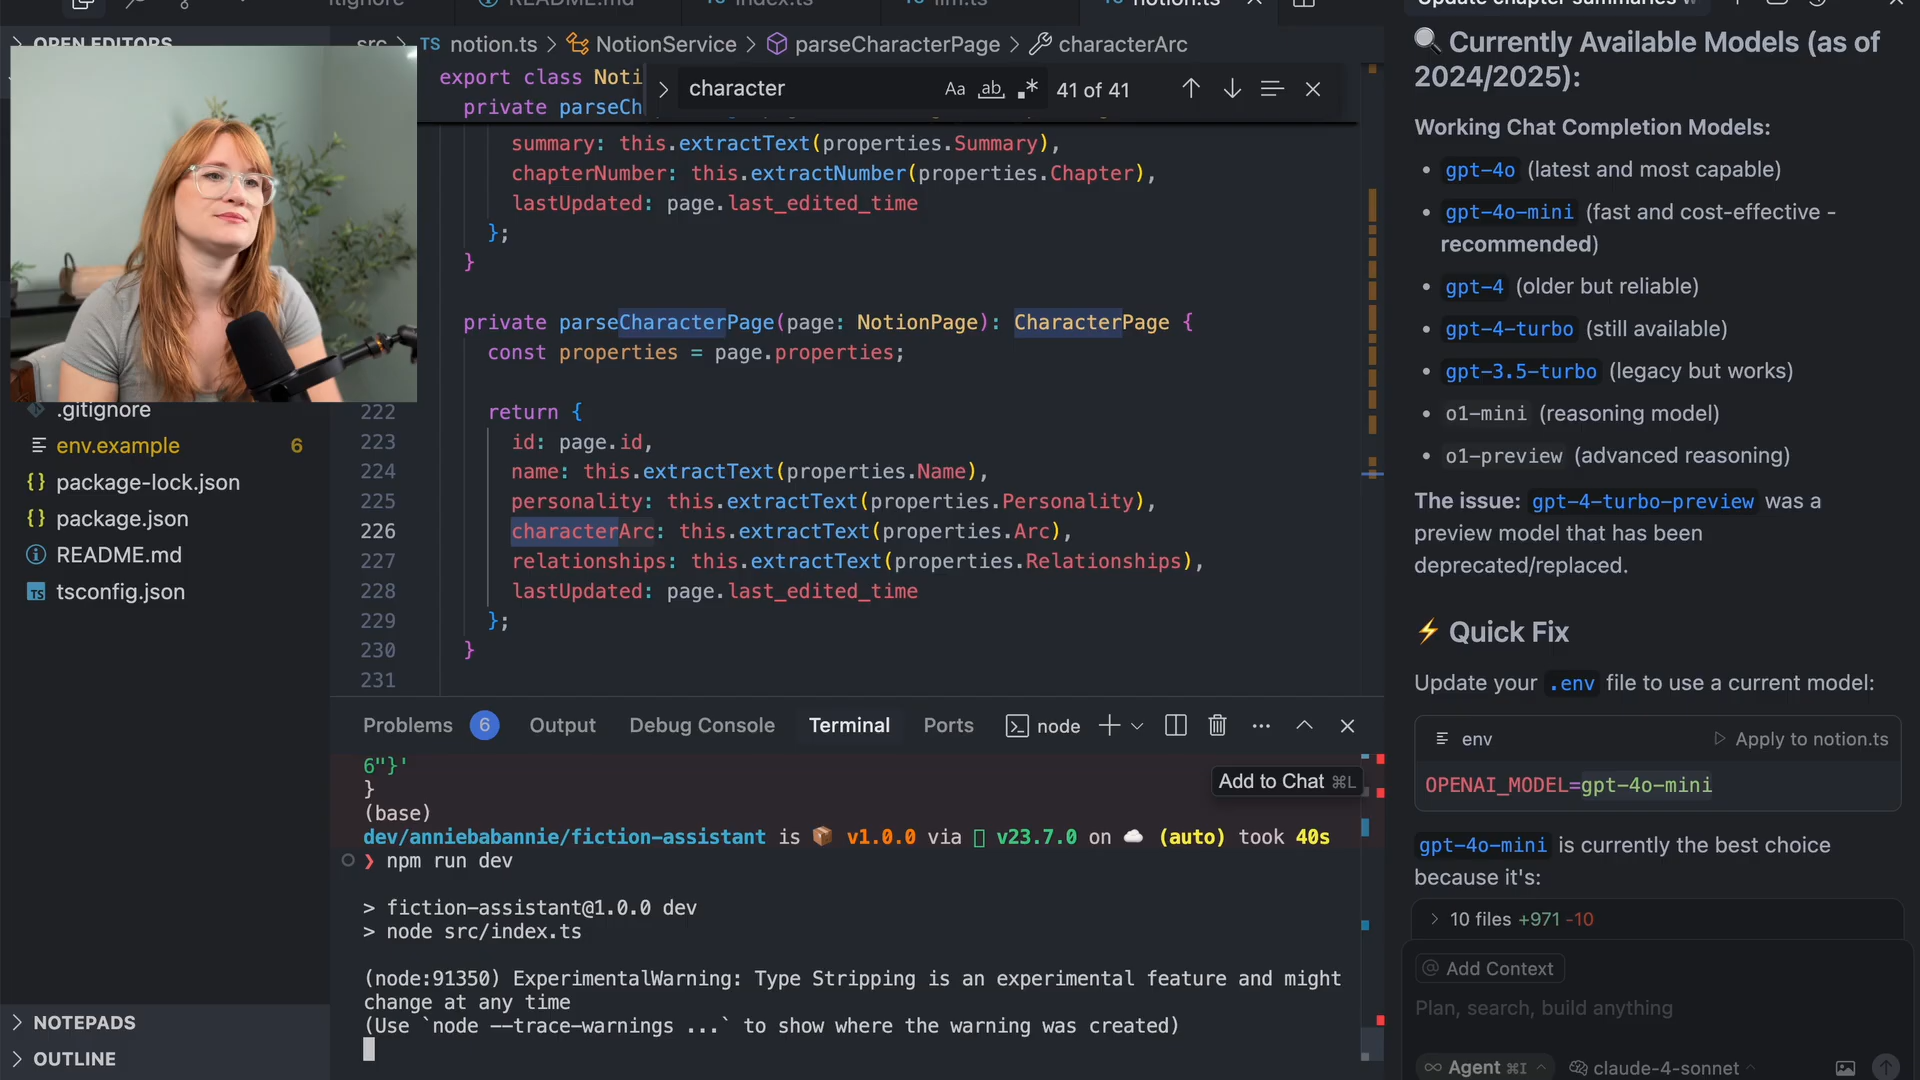 README.md
index.ts
llm.ts
notion.ts
OPEN EDITORS
src > TS notion.ts > NotionService > parseCharacterPage > characterArc
export class Noti
private parseCh
character
Aa ab 41 of 41
summary: this.extractText(properties.Summary),
chapterNumber: this.extractNumber(properties.Chapter),
lastUpdated: page.last_edited_time
};
}
private parseCharacterPage(page: NotionPage): CharacterPage {
const properties = page.properties;
222 return {
223 id: page.id,
224 name: this.extractText(properties.Name),
225 personality: this.extractText(properties.Personality),
226 characterArc: this.extractText(properties.Arc),
227 relationships: this.extractText(properties.Relationships),
228 lastUpdated: page.last_edited_time
229 };
230 }
231
.gitignore
env.example 6
{} package-lock.json
{} package.json
README.md
TS tsconfig.json
NOTEPADS
OUTLINE
Problems 6 Output Debug Console Terminal Ports node
Add to Chat ⌘L
6"}'
}
(base)
dev/anniebabannie/fiction-assistant is 📦 v1.0.0 via v23.7.0 on ☁️ (auto) took 40s
❯ npm run dev
> fiction-assistant@1.0.0 dev
> node src/index.ts
(node:91350) ExperimentalWarning: Type Stripping is an experimental feature and might
change at any time
(Use `node --trace-warnings ...` to show where the warning was created)
Update chapter summaries
🔍 Currently Available Models (as of
2024/2025):
Working Chat Completion Models:
• gpt-4o (latest and most capable)
• gpt-4o-mini (fast and cost-effective -
recommended)
• gpt-4 (older but reliable)
• gpt-4-turbo (still available)
• gpt-3.5-turbo (legacy but works)
• o1-mini (reasoning model)
• o1-preview (advanced reasoning)
The issue: gpt-4-turbo-preview was a
preview model that has been
deprecated/replaced.
⚡ Quick Fix
Update your .env file to use a current model:
env Apply to notion.ts
OPENAI_MODEL=gpt-4o-mini
gpt-4o-mini is currently the best choice
because it's:
> 10 files +971 -10
@ Add Context
Plan, search, build anything
∞ Agent ⌘I claude-4-sonnet